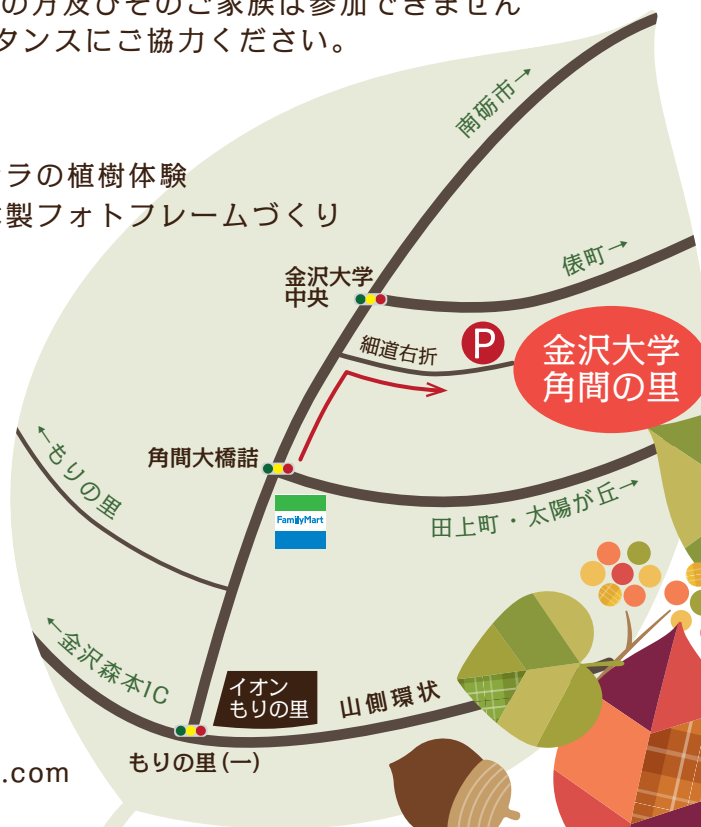 の方及びそのご家族は参加できません
タンスにご協力ください。
ラの植樹体験
製フォトフレームづくり
南砺市→
俵町→
金沢大学
中央
細道右折
P
金沢大学
角間の里
角間大橋詰
FamilyMart
←もりの里
田上町・太陽が丘→
←金沢森本IC
イオン
もりの里
山側環状
もりの里(一)
.com